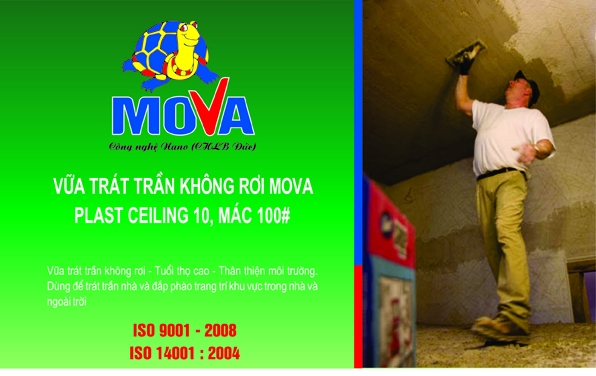 MOVA
Công nghệ Nano (CHLB Đức)
VỮA TRÁT TRẦN KHÔNG RƠI MOVA
PLAST CEILING 10, MÁC 100#
Vữa trát trần không rơi - Tuổi thọ cao - Thân thiện môi trường.
Dùng để trát trần nhà và đắp phào trang trí khu vực trong nhà và
ngoài trời
ISO 9001 - 2008
ISO 14001 : 2004